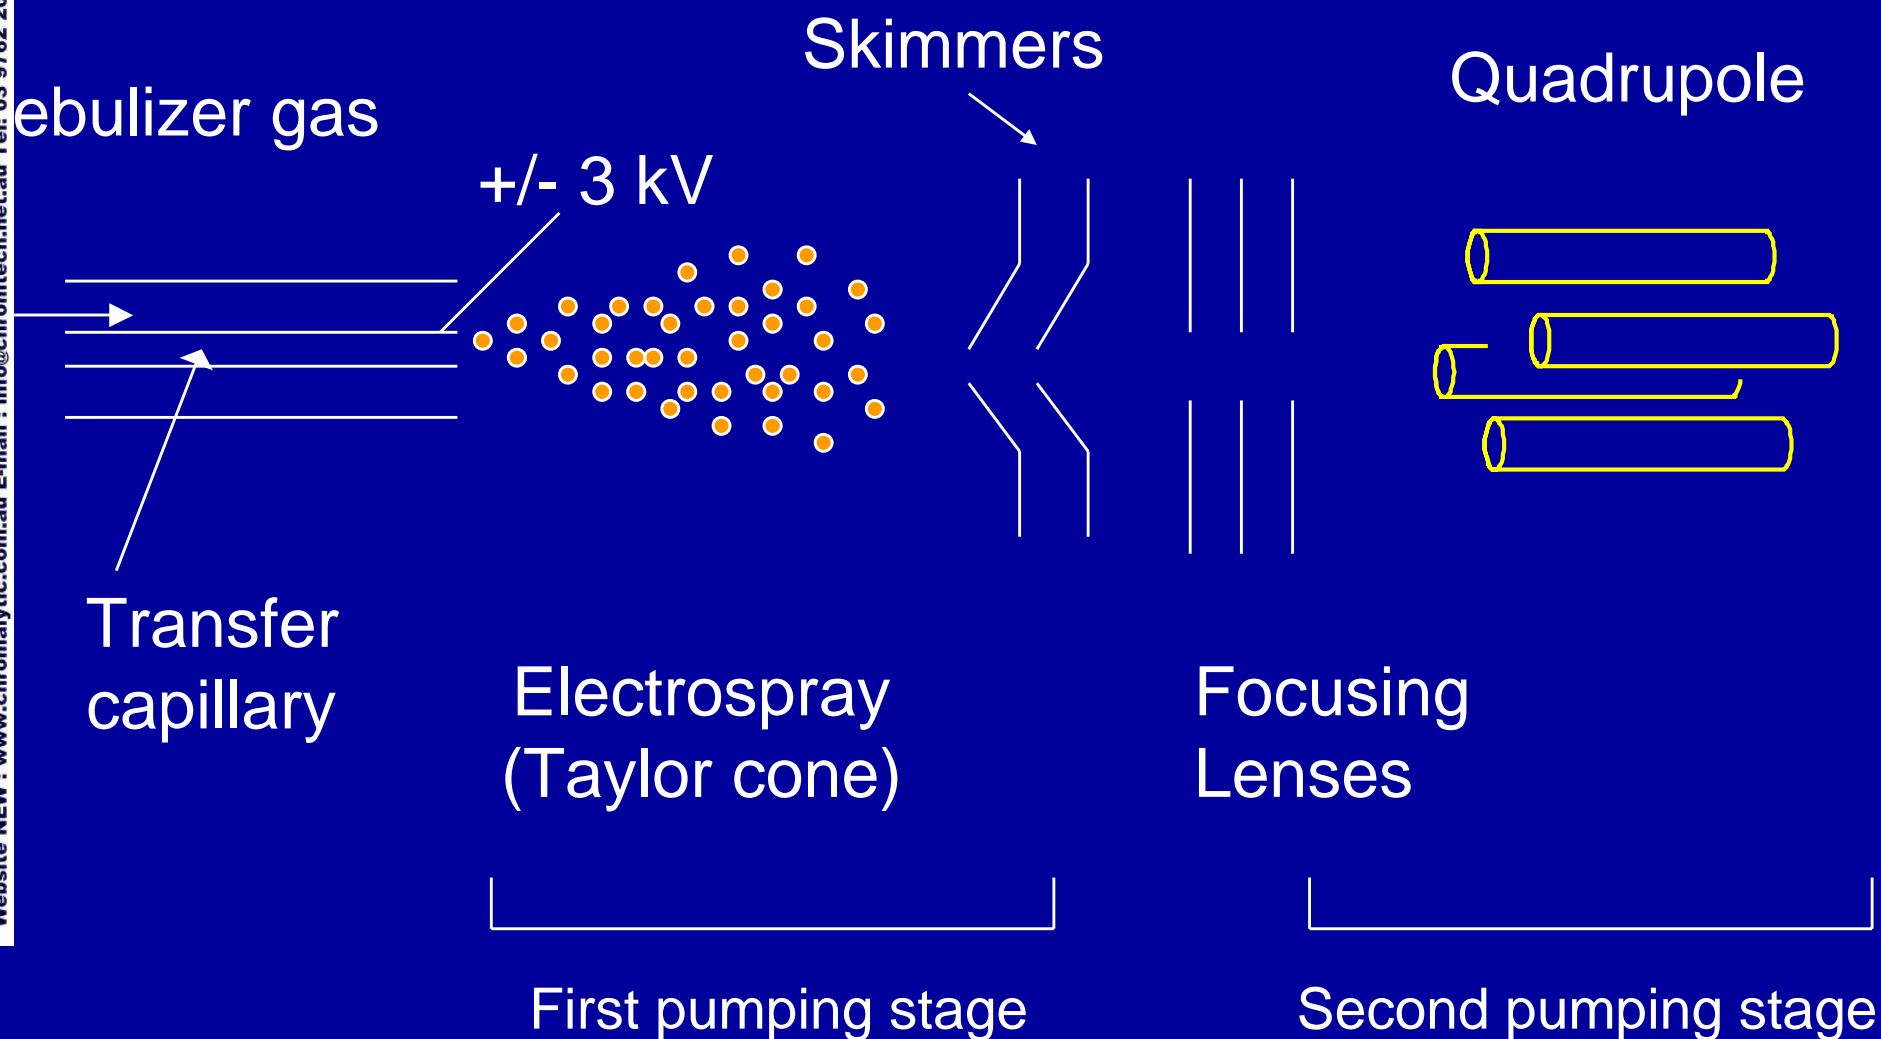 Skimmers
Quadrupole
ebulizer gas
+/- 3 kV
Transfer
capillary
Electrospray
(Taylor cone)
Focusing
Lenses
First pumping stage
Second pumping stage